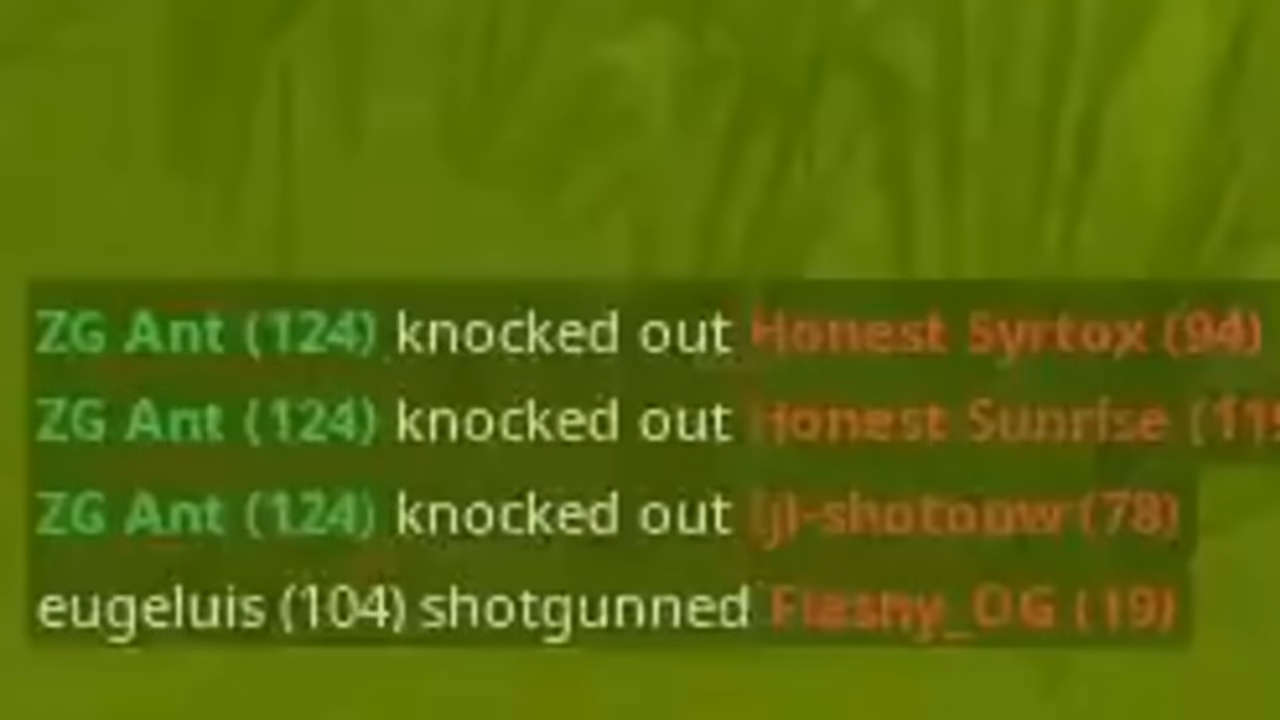 ZG Ant (124) knocked out Honest Syrtox (94)
ZG Ant (124) knocked out Honest Sunrise
ZG Ant (124) knocked out (78)
eugeluis (104) shotgunned Flashy_OG (19)